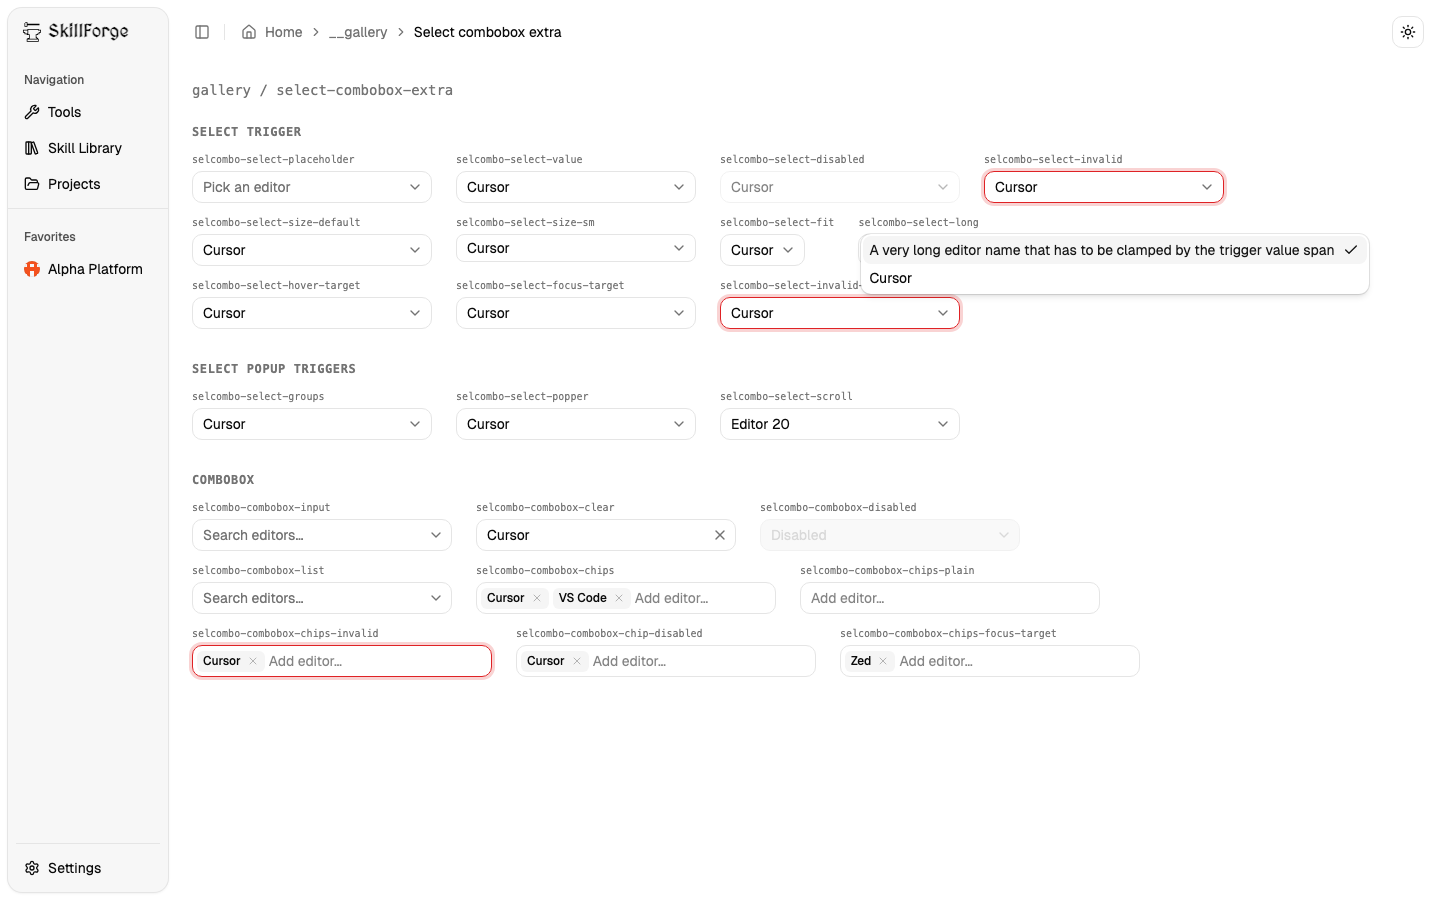 SkillForge
Home
__gallery
Select combobox extra
Navigation
Tools
Skill Library
Projects
Favorites
Alpha Platform
Settings
gallery / select-combobox-extra
SELECT TRIGGER
selcombo-select-placeholder
selcombo-select-value
selcombo-select-disabled
selcombo-select-invalid
Pick an editor
Cursor
Cursor
Cursor
selcombo-select-size-default
selcombo-select-size-sm
selcombo-select-fit
selcombo-select-long
Cursor
Cursor
Cursor
A very long editor name that has to be clamped by the trigger value span
Cursor
selcombo-select-hover-target
selcombo-select-focus-target
selcombo-select-invalid-
Cursor
Cursor
Cursor
SELECT POPUP TRIGGERS
selcombo-select-groups
selcombo-select-popper
selcombo-select-scroll
Cursor
Cursor
Editor 20
COMBOBOX
selcombo-combobox-input
selcombo-combobox-clear
selcombo-combobox-disabled
Search editors...
Cursor
Disabled
selcombo-combobox-list
selcombo-combobox-chips
selcombo-combobox-chips-plain
Search editors...
Cursor VS Code Add editor...
Add editor...
selcombo-combobox-chips-invalid
selcombo-combobox-chip-disabled
selcombo-combobox-chips-focus-target
Cursor Add editor...
Cursor Add editor...
Zed Add editor...